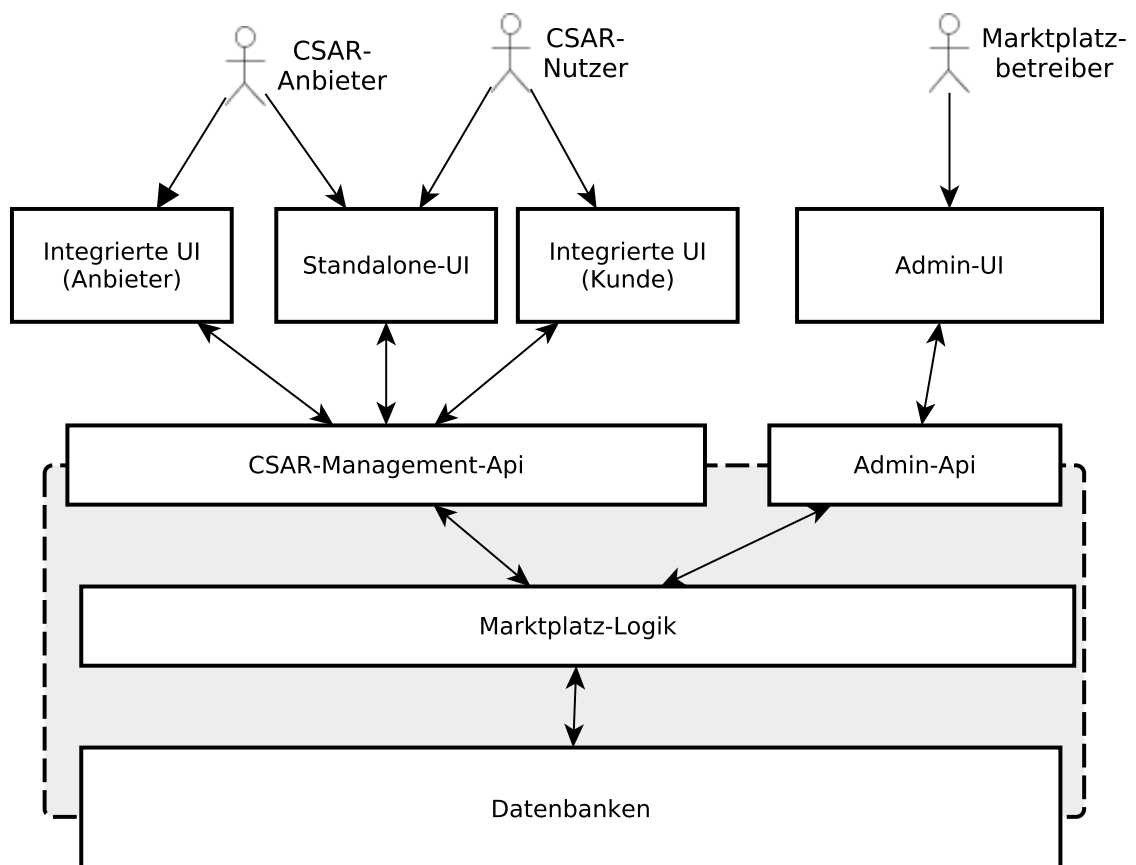 CSAR-
Anbieter
CSAR-
Nutzer
Marktplatz-
betreiber
Integrierte UI
(Anbieter)
Standalone-UI
Integrierte UI
(Kunde)
Admin-UI
CSAR-Management-Api
Admin-Api
Marktplatz-Logik
Datenbanken